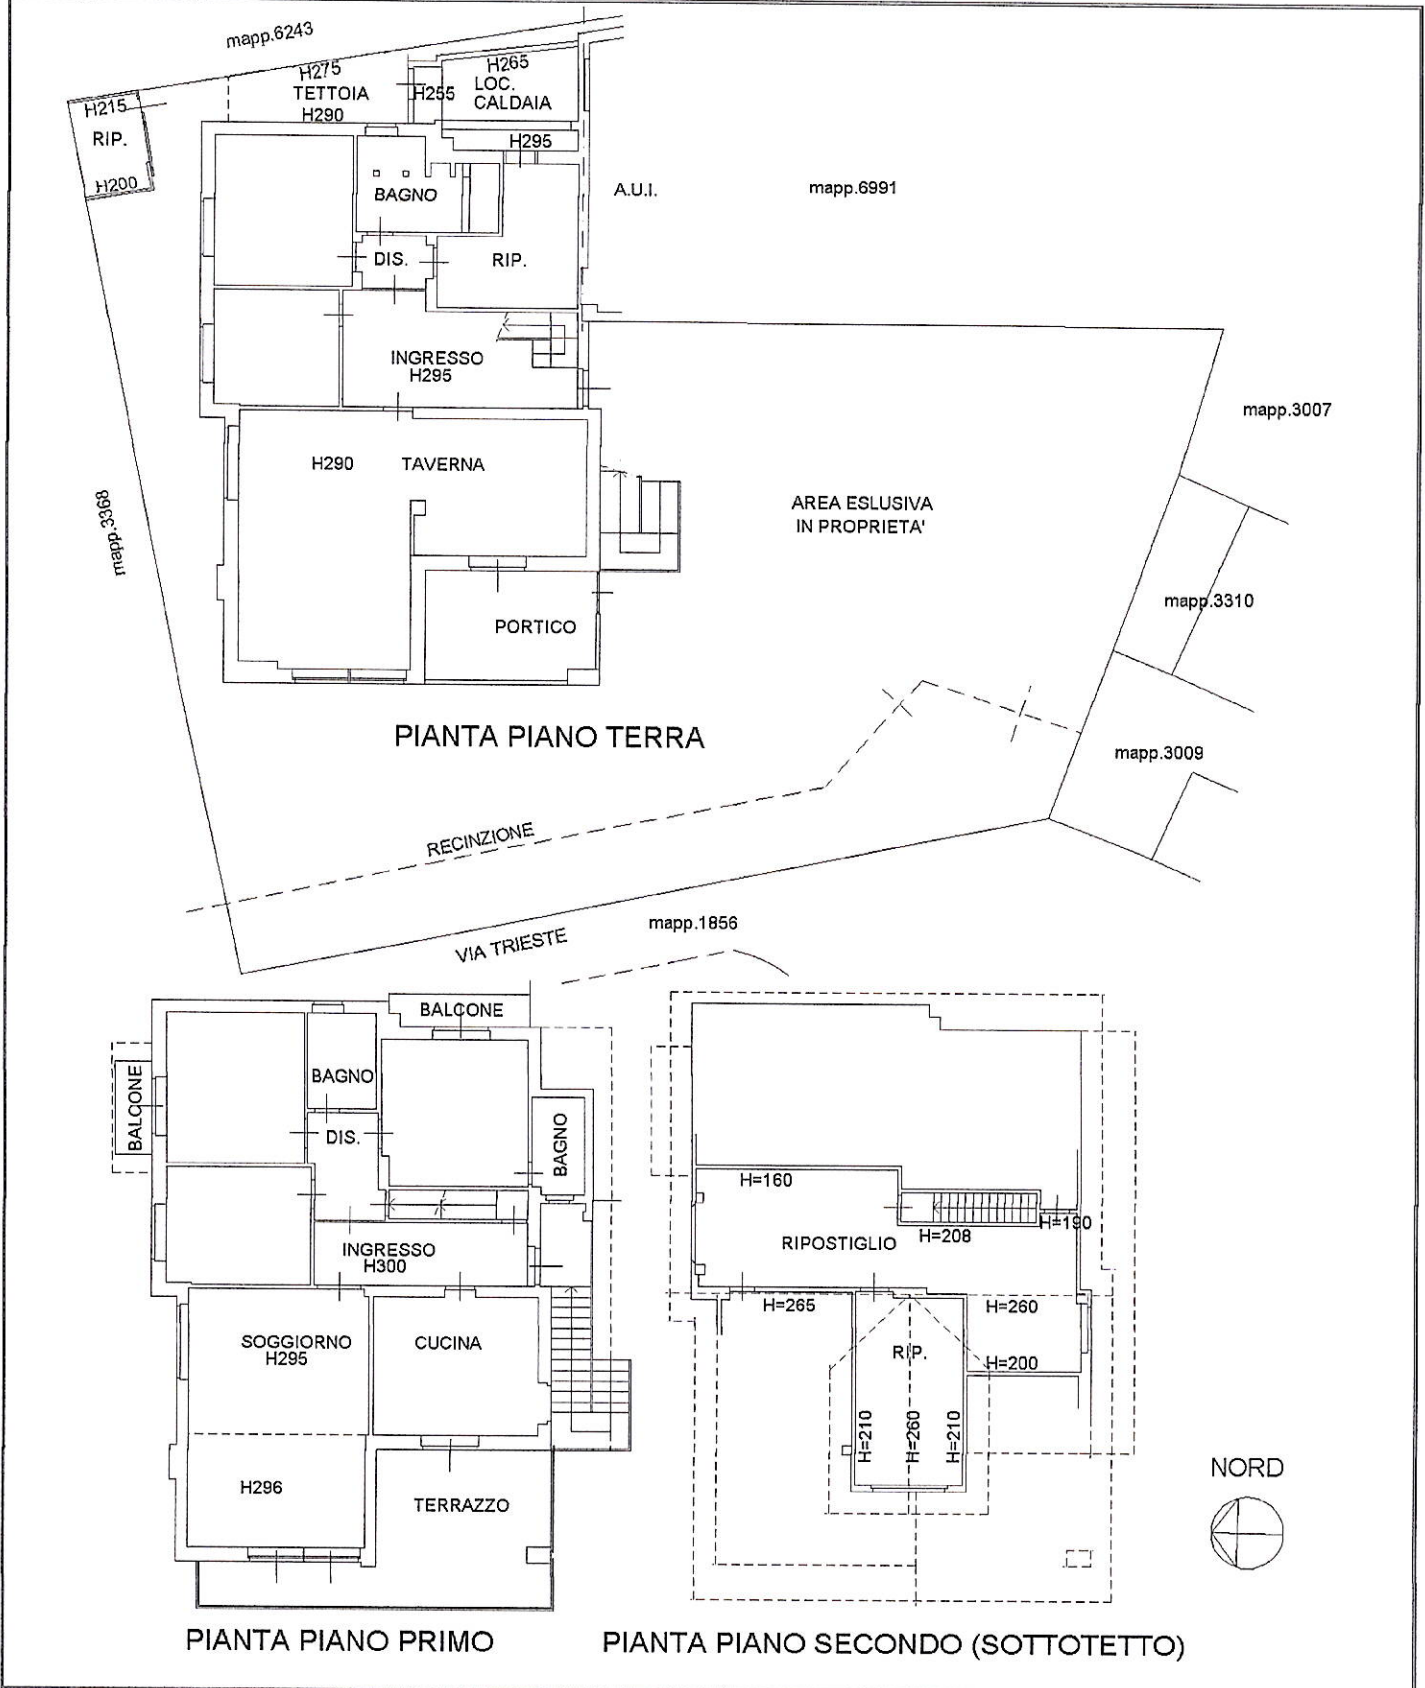 mapp.6243
H275
TETTOIA
H290
H255
H265
LOC.
CALDAIA
H215
RIP.
H200
H295
BAGNO
A.U.I.
mapp.6991
DIS.
RIP.
INGRESSO
H295
mapp.3007
H290 TAVERNA
AREA ESLUSIVA
IN PROPRIETA'
mapp.3368
mapp.3310
PORTICO
PIANTA PIANO TERRA
mapp.3009
RECINZIONE
mapp.1856
VIA TRIESTE
BALCONE
BALCONE
BAGNO
DIS.
BAGNO
INGRESSO
H300
SOGGIORNO
H295
CUCINA
H296
TERRAZZO
PIANTA PIANO PRIMO
H=160
H=190
H=208
RIPOSTIGLIO
H=265
H=260
RIP.
H=200
H=210
H=260
H=210
NORD
PIANTA PIANO SECONDO (SOTTOTETTO)